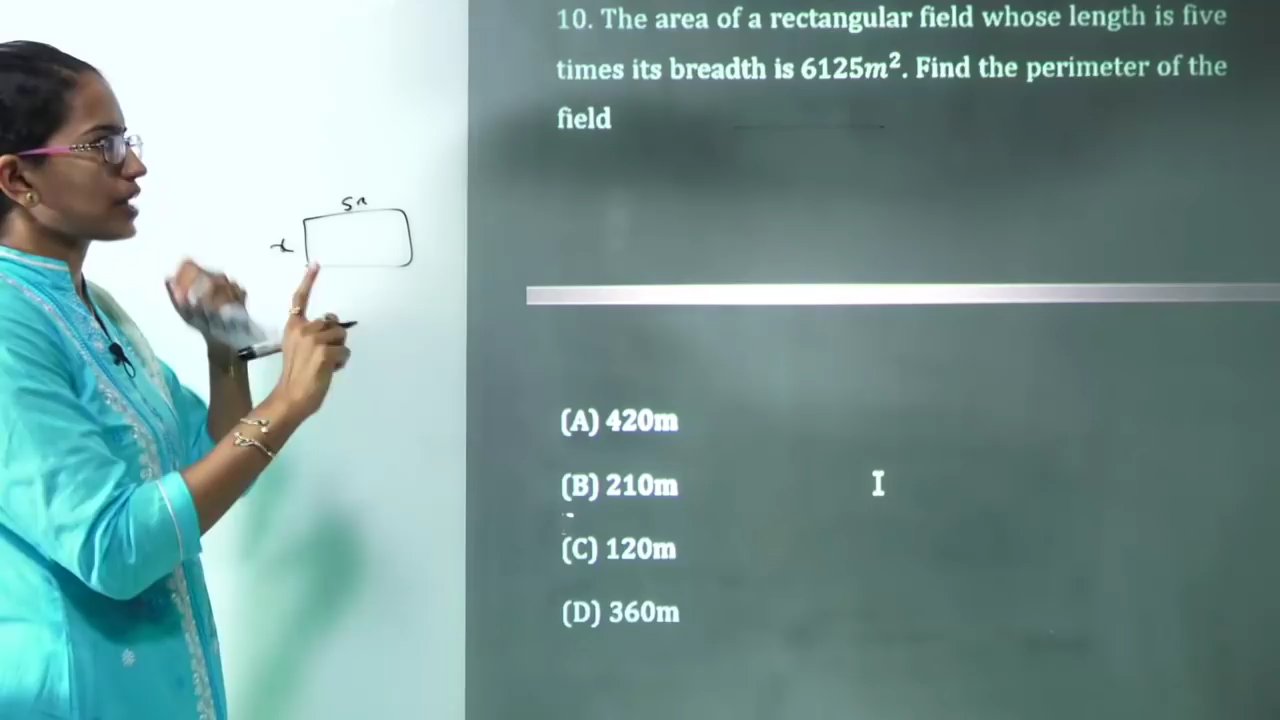 10. The area of a rectangular field whose length is five
times its breadth is 6125m². Find the perimeter of the
field
5x
x
(A) 420m
(B) 210m
(C) 120m
(D) 360m